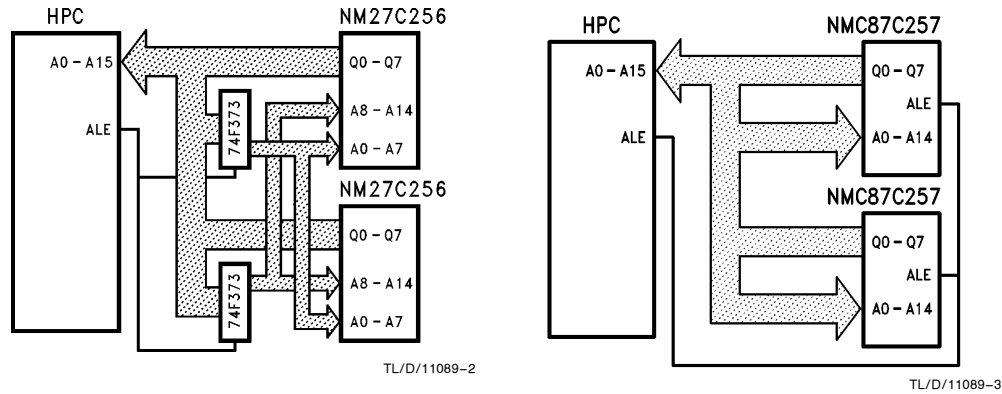 HPC
A0 – A15
ALE
74F373
74F373
NM27C256
Q0 – Q7
A8 – A14
A0 – A7
NM27C256
Q0 – Q7
A8 – A14
A0 – A7
TL/D/11089–2
HPC
A0 – A15
ALE
NMC87C257
Q0 – Q7
ALE
A0 – A14
NMC87C257
Q0 – Q7
ALE
A0 – A14
TL/D/11089–3